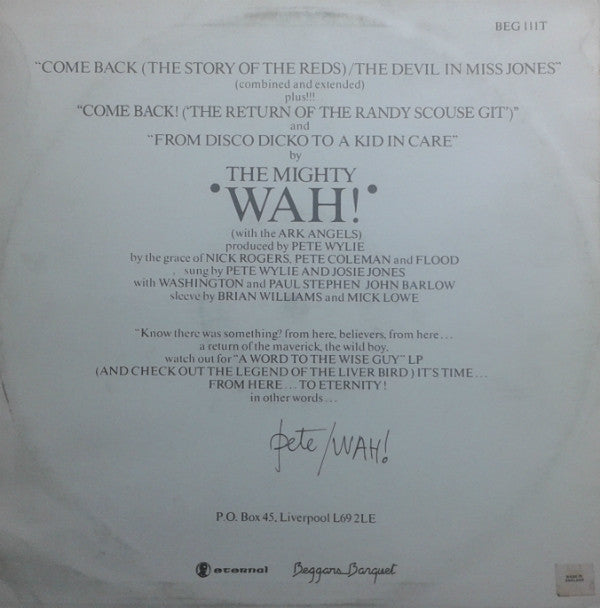 BEG 111T
"COME BACK (THE STORY OF THE REDS)/THE DEVIL IN MISS JONES"
(combined and extended)
plus!!!
"COME BACK! ('THE RETURN OF THE RANDY SCOUSE GIT')"
and
"FROM DISCO DICKO TO A KID IN CARE"
by
THE MIGHTY
•WAH!•
(with the ARK ANGELS)
produced by PETE WYLIE
by the grace of NICK ROGERS, PETE COLEMAN and FLOOD
sung by PETE WYLIE AND JOSIE JONES
with WASHINGTON and PAUL STEPHEN JOHN BARLOW
sleeve by BRIAN WILLIAMS and MICK LOWE
"Know there was something? from here, believers, from here...
a return of the maverick, the wild boy,
watch out for "A WORD TO THE WISE GUY" LP
(AND CHECK OUT THE LEGEND OF THE LIVER BIRD) IT'S TIME...
FROM HERE... TO ETERNITY!
in other words...
pete/WAH!
P.O. Box 45, Liverpool L69 2LE
eternal Beggars Banquet
MADE IN
ENGLAND